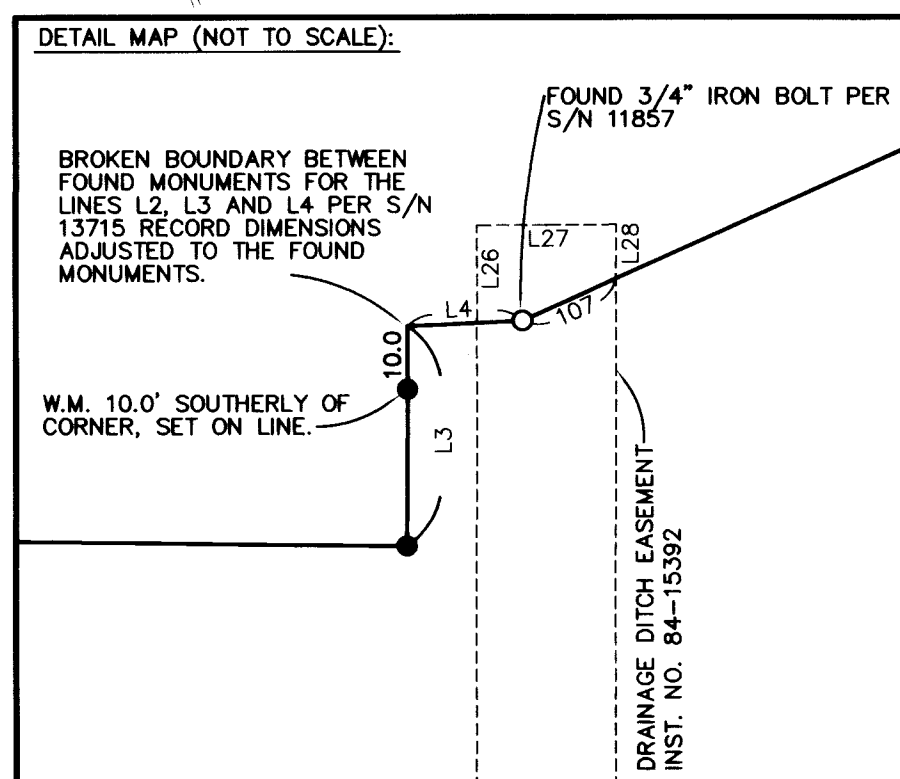 DETAIL MAP (NOT TO SCALE):
FOUND 3/4" IRON BOLT PER
S/N 11857
BROKEN BOUNDARY BETWEEN
FOUND MONUMENTS FOR THE
LINES L2, L3 AND L4 PER S/N
13715 RECORD DIMENSIONS
ADJUSTED TO THE FOUND
MONUMENTS.
L27
L26
L28
L4
107
10.0
W.M. 10.0' SOUTHERLY OF
CORNER, SET ON LINE.
L3
DRAINAGE DITCH EASEMENT
INST. NO. 84-15392